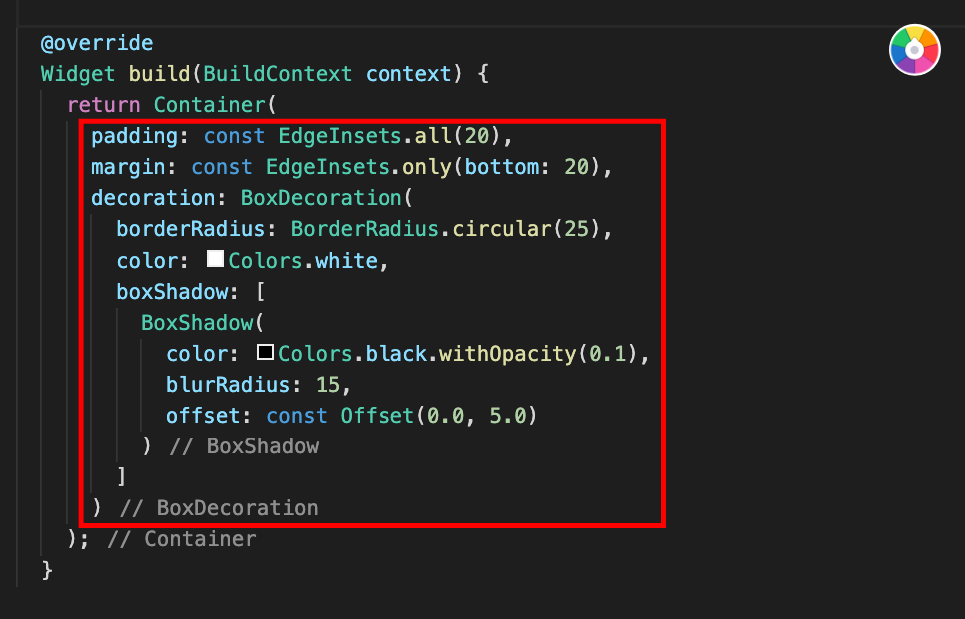 @override
Widget build(BuildContext context) {
return Container(
padding: const EdgeInsets.all(20),
margin: const EdgeInsets.only(bottom: 20),
decoration: BoxDecoration(
borderRadius: BorderRadius.circular(25),
color: Colors.white,
boxShadow: [
BoxShadow(
color: Colors.black.withOpacity(0.1),
blurRadius: 15,
offset: const Offset(0.0, 5.0)
) // BoxShadow
]
) // BoxDecoration
); // Container
}